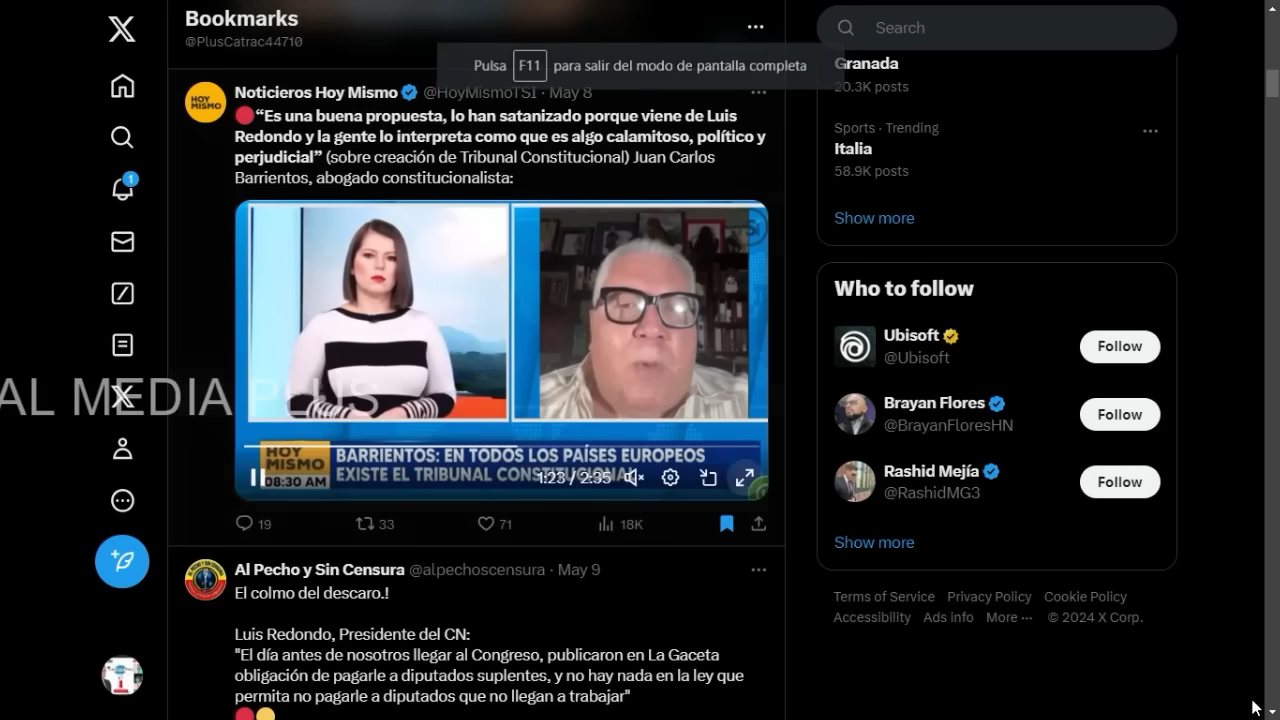 Bookmarks
@PlusCatrac44710
Pulsa F11 para salir del modo de pantalla completa
HOY MISMO
Noticieros Hoy Mismo @HoyMismoTSI · May 8
🔴“Es una buena propuesta, lo han satanizado porque viene de Luis
Redondo y la gente lo interpreta como que es algo calamitoso, político y
perjudicial” (sobre creación de Tribunal Constitucional) Juan Carlos
Barrientos, abogado constitucionalista:
HOY
MISMO
08:30 AM
BARRIENTOS: EN TODOS LOS PAÍSES EUROPEOS
EXISTE EL TRIBUNAL CONSTITUCIONAL
1:23 / 2:35
19 33 71 18K
Al Pecho y Sin Censura @alpechoscensura · May 9
El colmo del descaro.!
Luis Redondo, Presidente del CN:
"El día antes de nosotros llegar al Congreso, publicaron en La Gaceta
obligación de pagarle a diputados suplentes, y no hay nada en la ley que
permita no pagarle a diputados que no llegan a trabajar"
AL MEDIA PLUS
1
Search
Granada
20.3K posts
Sports · Trending
Italia
58.9K posts
Show more
Who to follow
Ubisoft
@Ubisoft
Follow
Brayan Flores
@BrayanFloresHN
Follow
Rashid Mejía
@RashidMG3
Follow
Show more
Terms of Service Privacy Policy Cookie Policy
Accessibility Ads info More ··· © 2024 X Corp.